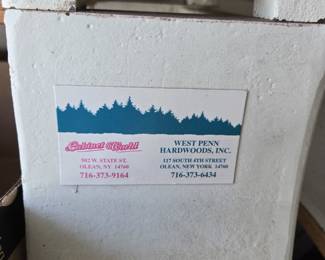 Cabinet World
502 W. STATE ST.
OLEAN, NY 14760
716-373-9164
WEST PENN
HARDWOODS, INC.
117 SOUTH 4TH STREET
OLEAN, NEW YORK 14760
716-373-6434